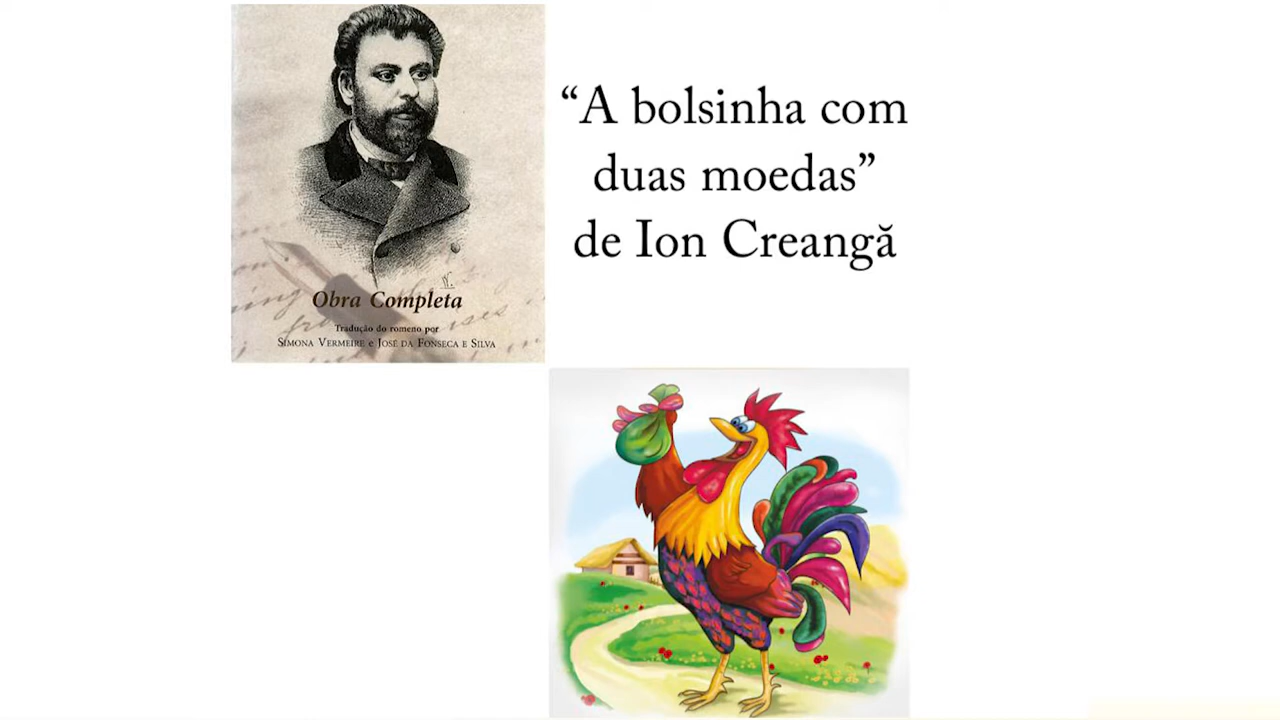 “A bolsinha com
duas moedas”
de Ion Creangă
Obra Completa
Tradução do romeno por
Simona Vermeire e José da Fonseca e Silva